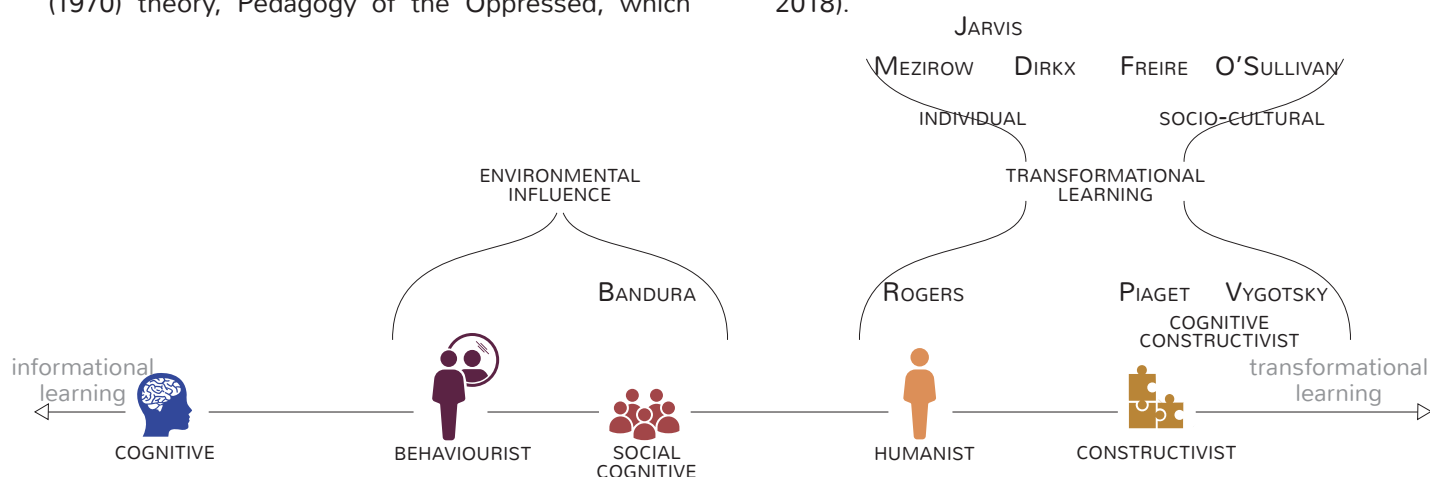 (1970) theory, Pedagogy of the Oppressed, which
2018).
JARVIS
MEZIROW DIRKX FREIRE O'SULLIVAN
INDIVIDUAL SOCIO-CULTURAL
ENVIRONMENTAL
INFLUENCE
TRANSFORMATIONAL
LEARNING
BANDURA
ROGERS
PIAGET VYGOTSKY
COGNITIVE
CONSTRUCTIVIST
informational
learning
transformational
learning
COGNITIVE
BEHAVIOURIST
SOCIAL
COGNITIVE
HUMANIST
CONSTRUCTIVIST